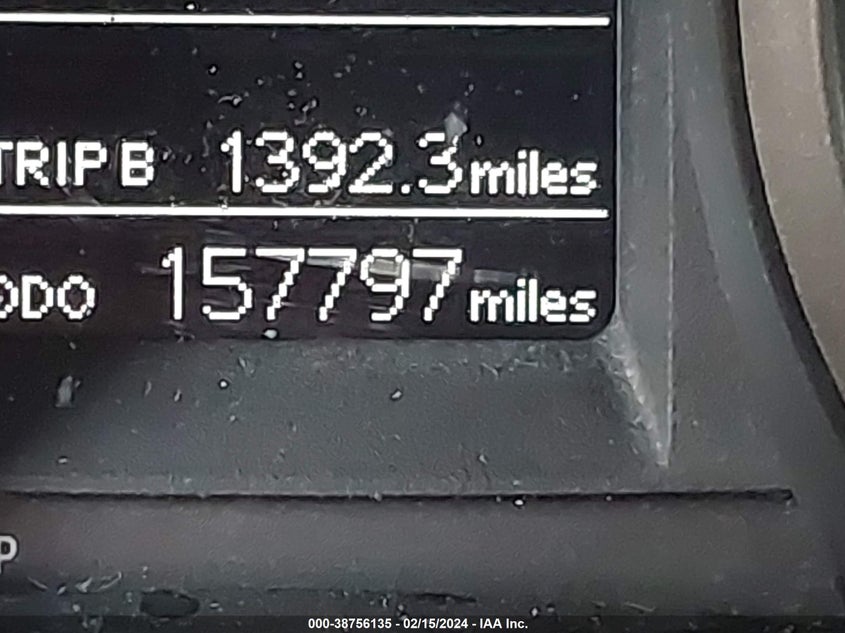 TRIP B 1392.3 miles
ODO 157797 miles
P
000-38756135 - 02/15/2024 - IAA Inc.